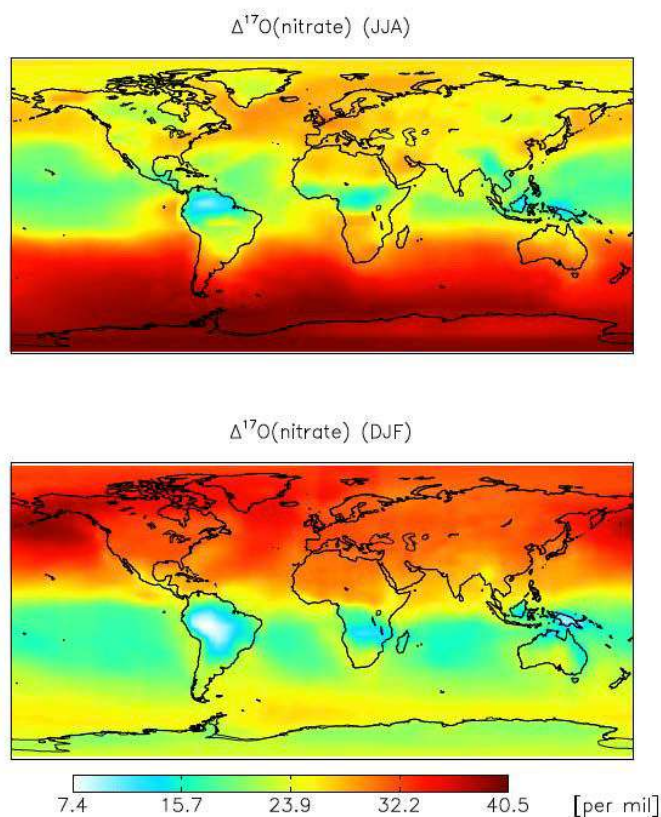 Δ¹⁷O(nitrate) (JJA)
Δ¹⁷O(nitrate) (DJF)
7.4 15.7 23.9 32.2 40.5 [per mil]